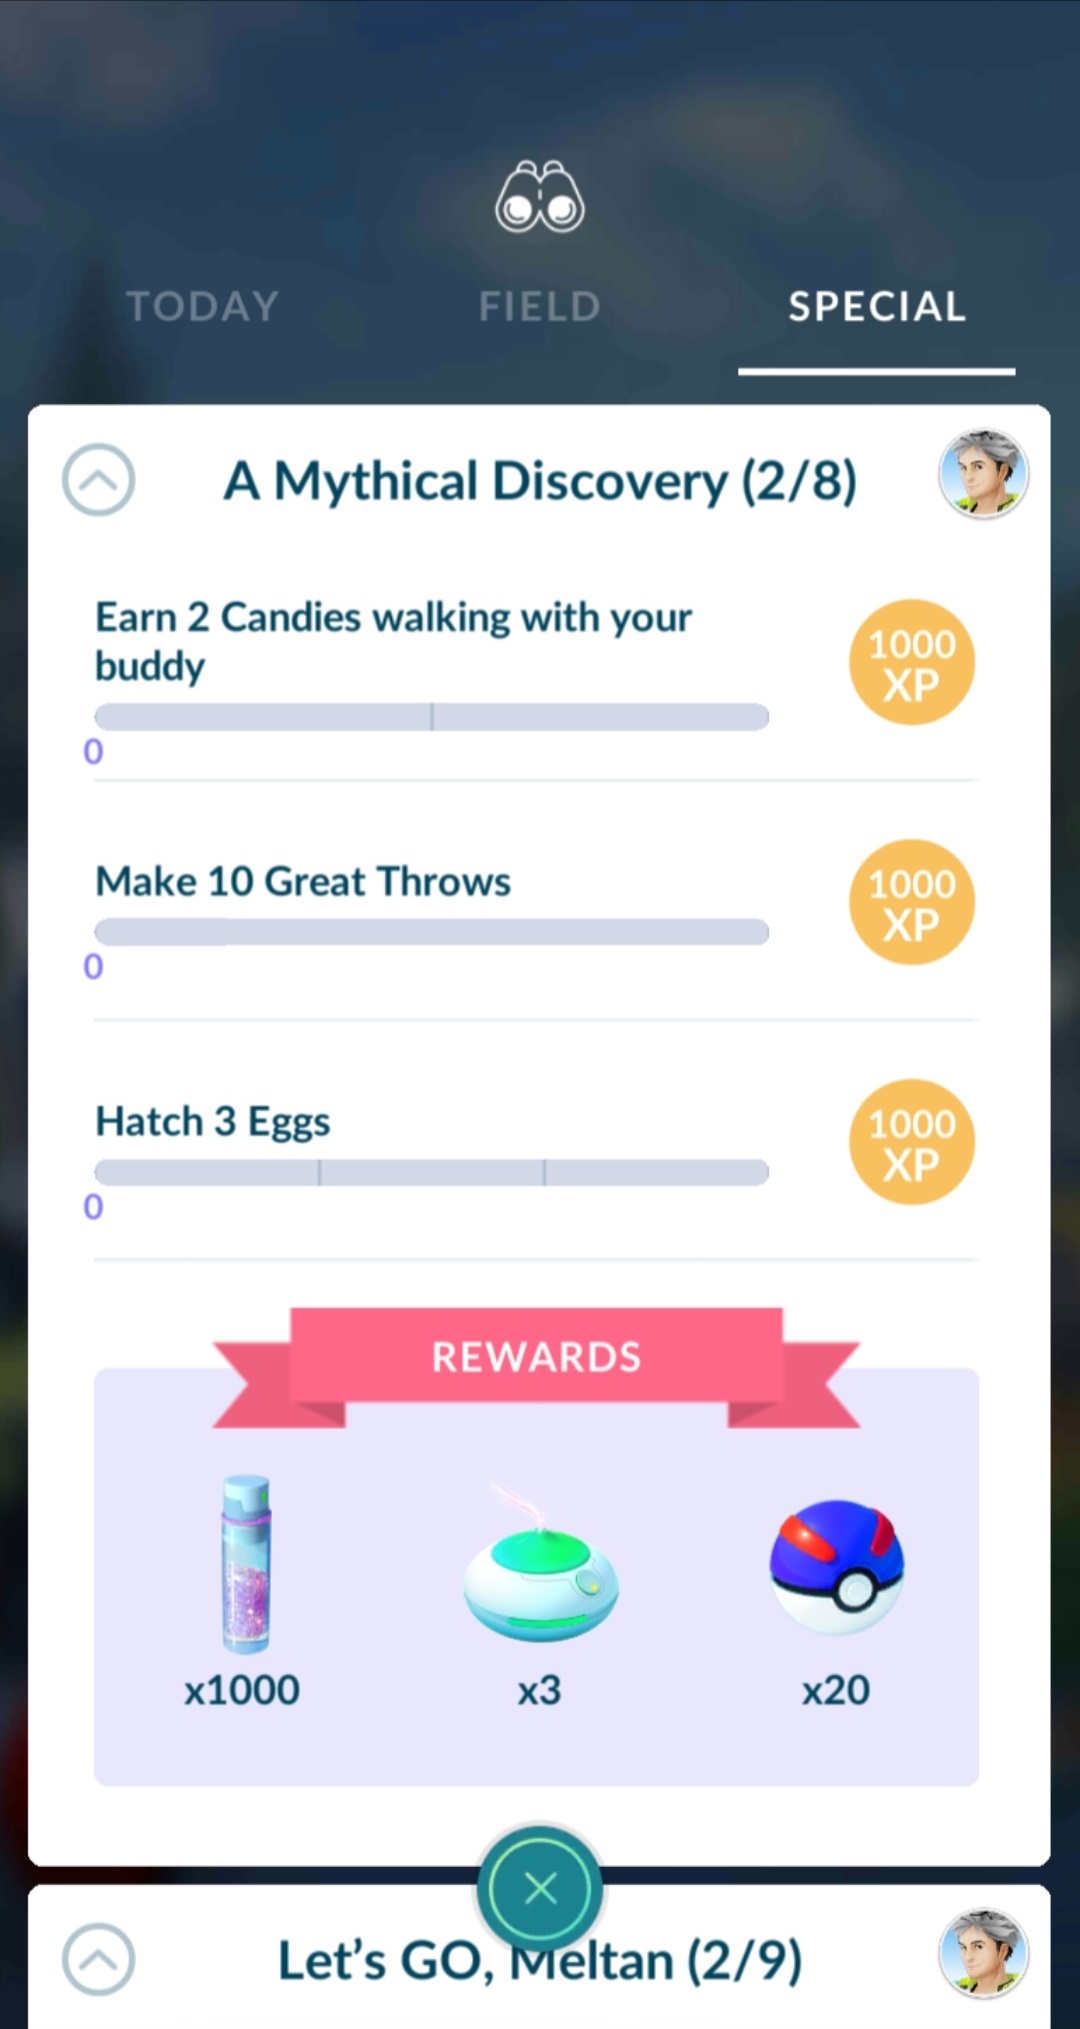 TODAY
FIELD
SPECIAL
A Mythical Discovery (2/8)
Earn 2 Candies walking with your
buddy
1000
XP
0
Make 10 Great Throws
1000
XP
0
Hatch 3 Eggs
1000
XP
0
REWARDS
x1000
x3
x20
Let's GO, Meltan (2/9)